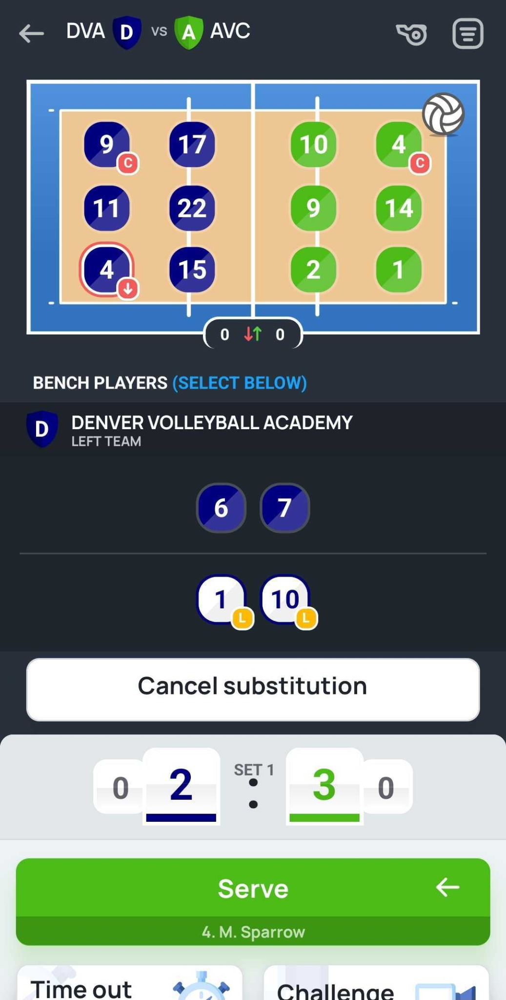 DVA D vs A AVC
9 C 17 10 4 C
11 22 9 14
4 15 2 1
0 0
BENCH PLAYERS (SELECT BELOW)
D DENVER VOLLEYBALL ACADEMY
LEFT TEAM
6 7
1 L 10 L
Cancel substitution
SET 1
0 2 : 3 0
Serve
4. M. Sparrow
Time out Challenge